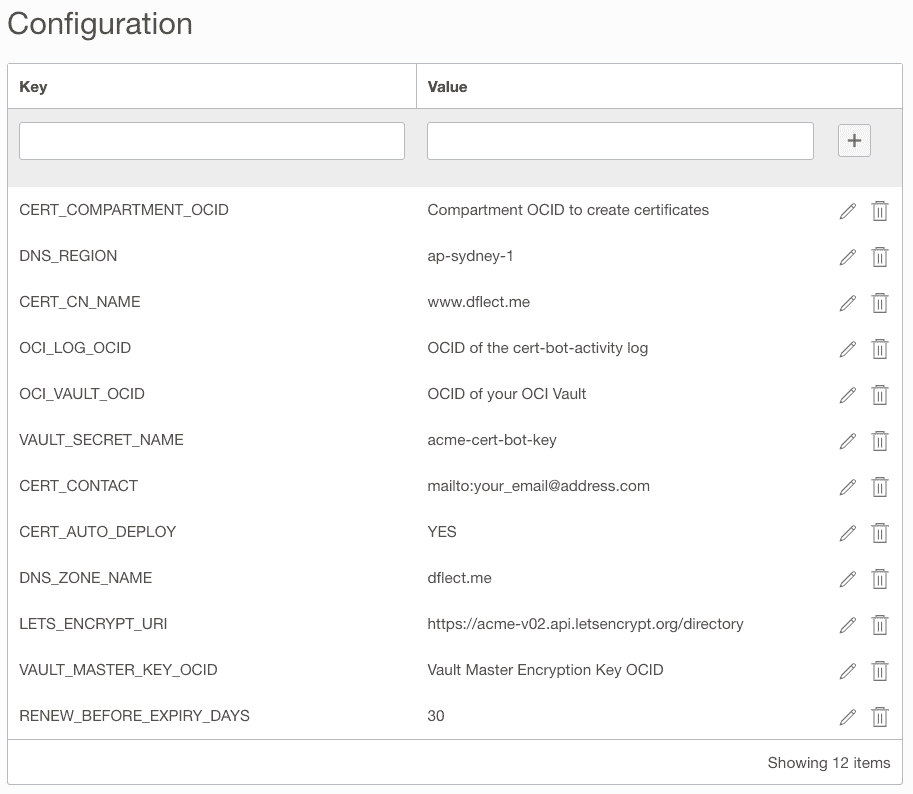 Configuration
Key Value
CERT_COMPARTMENT_OCID Compartment OCID to create certificates
DNS_REGION ap-sydney-1
CERT_CN_NAME www.dflect.me
OCI_LOG_OCID OCID of the cert-bot-activity log
OCI_VAULT_OCID OCID of your OCI Vault
VAULT_SECRET_NAME acme-cert-bot-key
CERT_CONTACT mailto:your_email@address.com
CERT_AUTO_DEPLOY YES
DNS_ZONE_NAME dflect.me
LETS_ENCRYPT_URI https://acme-v02.api.letsencrypt.org/directory
VAULT_MASTER_KEY_OCID Vault Master Encryption Key OCID
RENEW_BEFORE_EXPIRY_DAYS 30
Showing 12 items